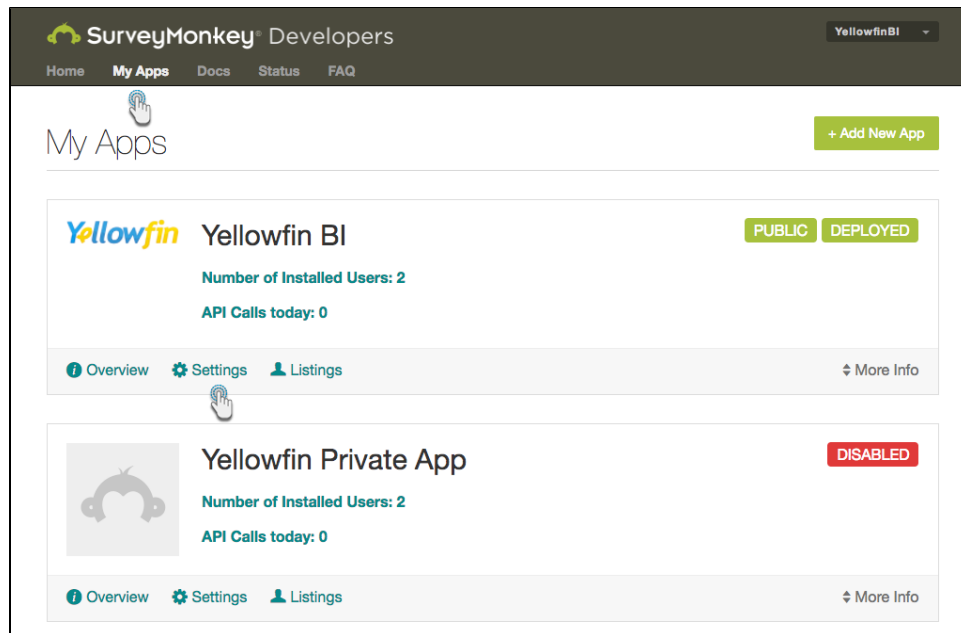 SurveyMonkey® Developers
YellowfinBI
Home My Apps Docs Status FAQ
My Apps
+ Add New App
Yellowfin
Yellowfin BI
PUBLIC DEPLOYED
Number of Installed Users: 2
API Calls today: 0
Overview Settings Listings
More Info
Yellowfin Private App
DISABLED
Number of Installed Users: 2
API Calls today: 0
Overview Settings Listings
More Info